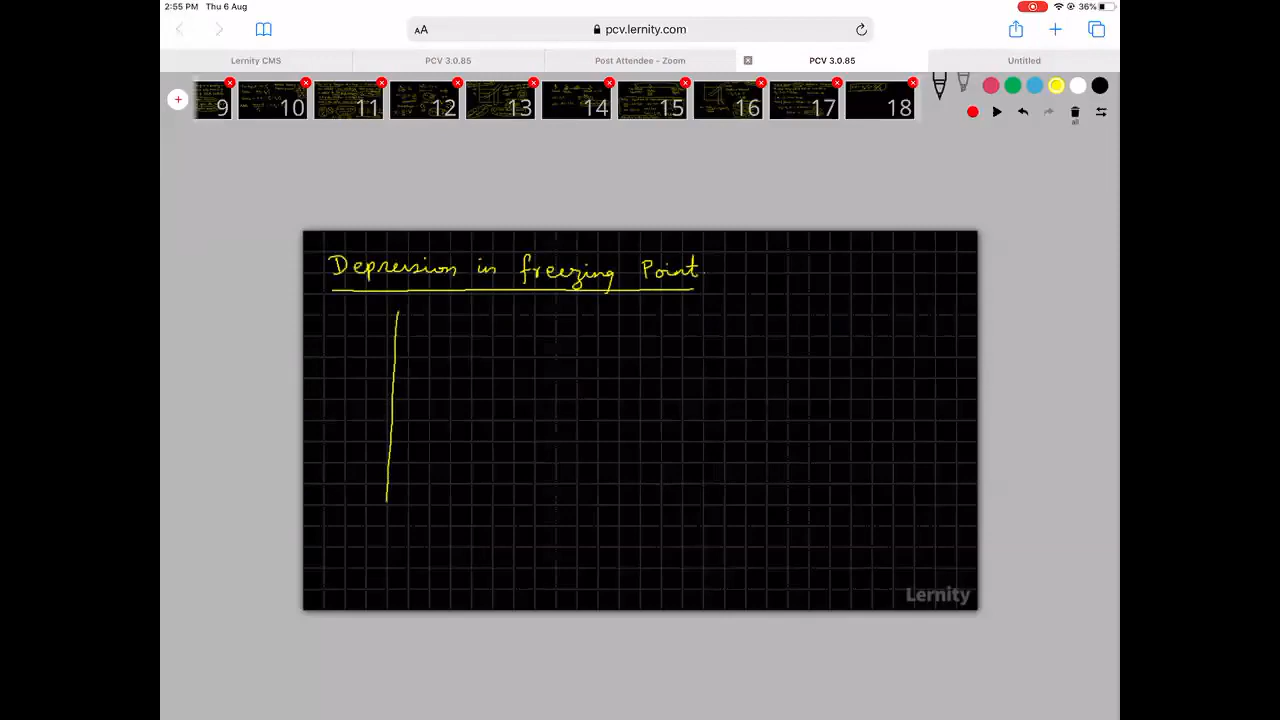 2:55 PM Thu 6 Aug 36%
AA pcv.lernity.com
Lernity CMS PCV 3.0.85 Post Attendee - Zoom PCV 3.0.85 Untitled
9 10 11 12 13 14 15 16 17 18
all
Depression in freezing Point
Lernity